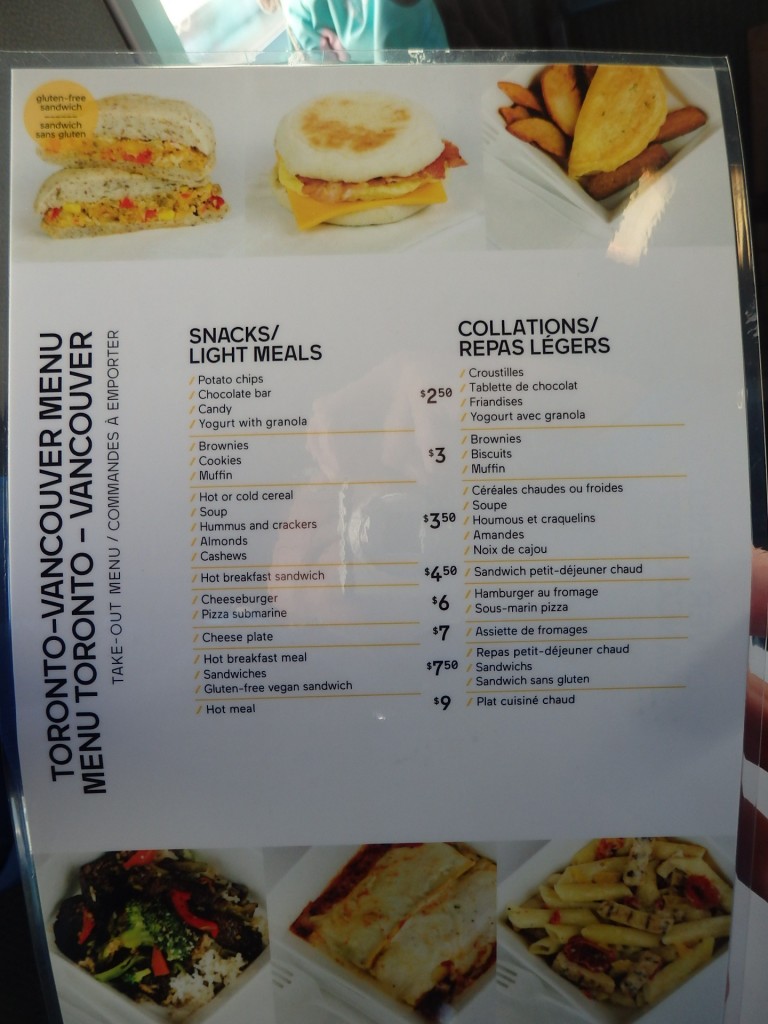 gluten-free
sandwich
sandwich
sans gluten
TORONTO-VANCOUVER MENU
MENU TORONTO - VANCOUVER
TAKE-OUT MENU / COMMANDES À EMPORTER
SNACKS/
LIGHT MEALS
Potato chips
Chocolate bar
Candy
Yogurt with granola
$2 50
Brownies
Cookies
Muffin
$3
Hot or cold cereal
Soup
Hummus and crackers
Almonds
Cashews
$3 50
Hot breakfast sandwich
$4 50
Cheeseburger
Pizza submarine
$6
Cheese plate
$7
Hot breakfast meal
Sandwiches
Gluten-free vegan sandwich
$7 50
Hot meal
$9
COLLATIONS/
REPAS LÉGERS
Croustilles
Tablette de chocolat
Friandises
Yogourt avec granola
Brownies
Biscuits
Muffin
Céréales chaudes ou froides
Soupe
Houmous et craquelins
Amandes
Noix de cajou
Sandwich petit-déjeuner chaud
Hamburger au fromage
Sous-marin pizza
Assiette de fromages
Repas petit-déjeuner chaud
Sandwichs
Sandwich sans gluten
Plat cuisiné chaud